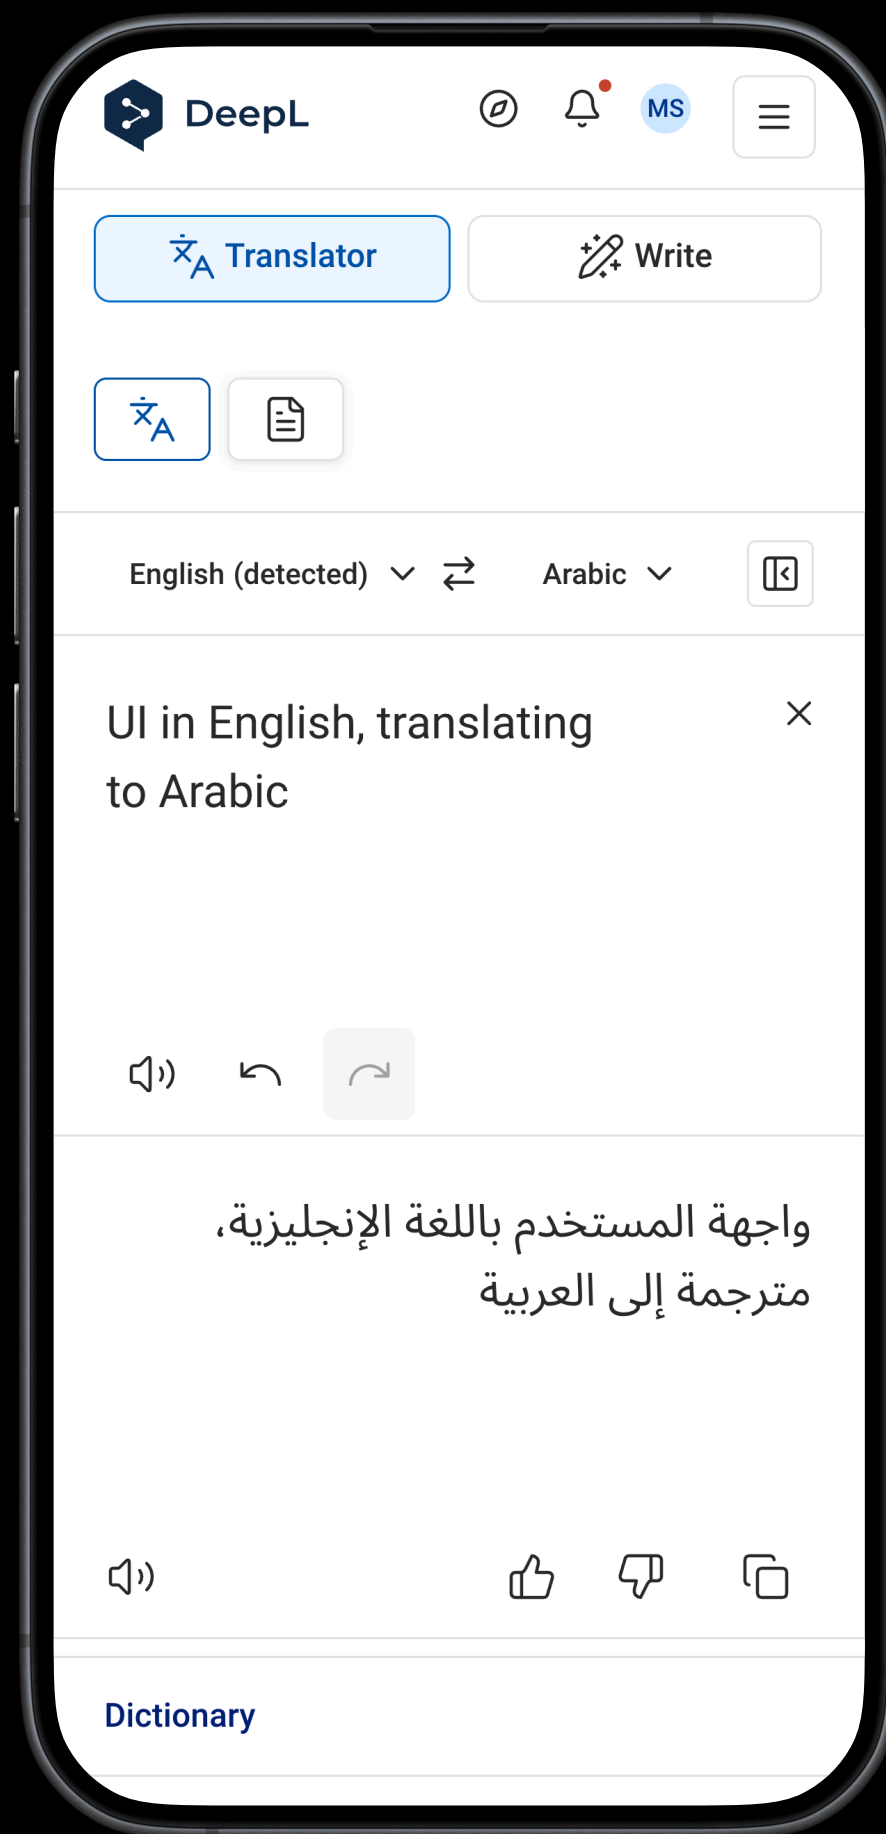 DeepL
MS
Translator
Write
English (detected)
Arabic
UI in English, translating
to Arabic
واجهة المستخدم باللغة الإنجليزية،
مترجمة إلى العربية
Dictionary